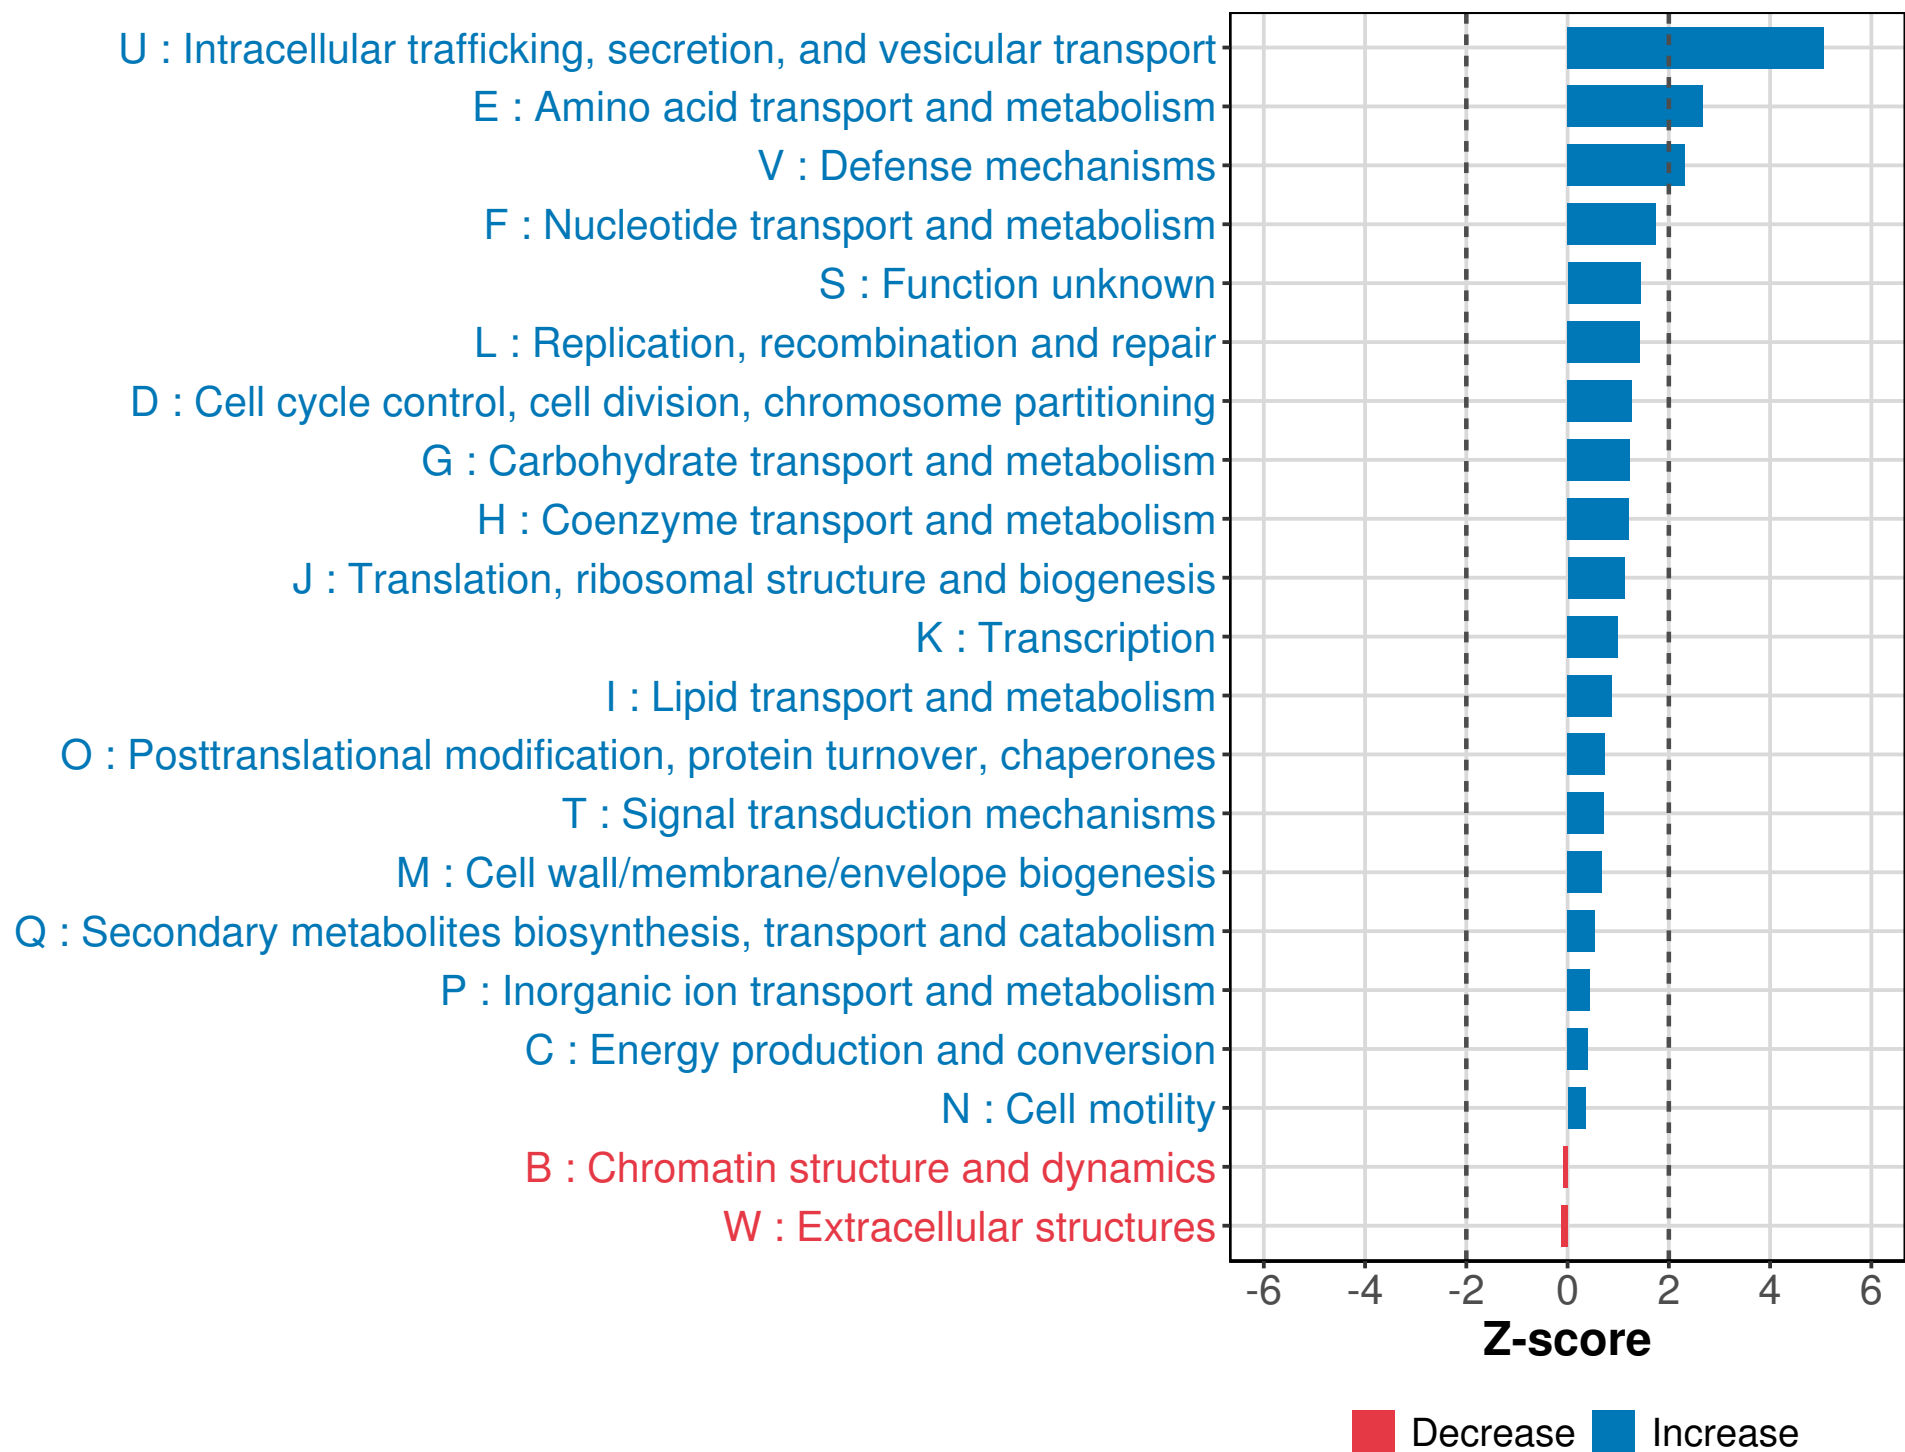 U : Intracellular trafficking, secretion, and vesicular transport
E : Amino acid transport and metabolism
V : Defense mechanisms
F : Nucleotide transport and metabolism
S : Function unknown
L : Replication, recombination and repair
D : Cell cycle control, cell division, chromosome partitioning
G : Carbohydrate transport and metabolism
H : Coenzyme transport and metabolism
J : Translation, ribosomal structure and biogenesis
K : Transcription
I : Lipid transport and metabolism
O : Posttranslational modification, protein turnover, chaperones
T : Signal transduction mechanisms
M : Cell wall/membrane/envelope biogenesis
Q : Secondary metabolites biosynthesis, transport and catabolism
P : Inorganic ion transport and metabolism
C : Energy production and conversion
N : Cell motility
B : Chromatin structure and dynamics
W : Extracellular structures
-6 -4 -2 0 2 4 6
Z-score
Decrease Increase